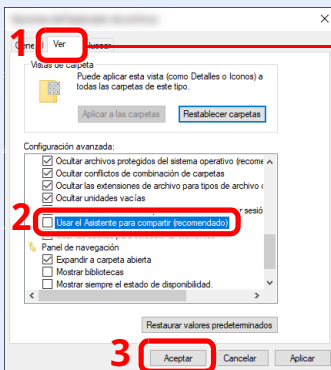 1
Ver
Vistas de carpeta
Puede aplicar esta vista (como Detalles o Iconos) a
todas las carpetas de este tipo.
Aplicar a las carpetas
Restablecer carpetas
Configuración avanzada:
Ocultar archivos protegidos del sistema operativo (recome
Ocultar conflictos de combinación de carpetas
Ocultar las extensiones de archivo para tipos de archivo c
Ocultar unidades vacías
r sesió
2
Usar el Asistente para compartir (recomendado)
Panel de navegación
Expandir a carpeta abierta
Mostrar bibliotecas
Mostrar siempre el estado de disponibilidad.
Restaurar valores predeterminados
3
Aceptar
Cancelar
Aplicar